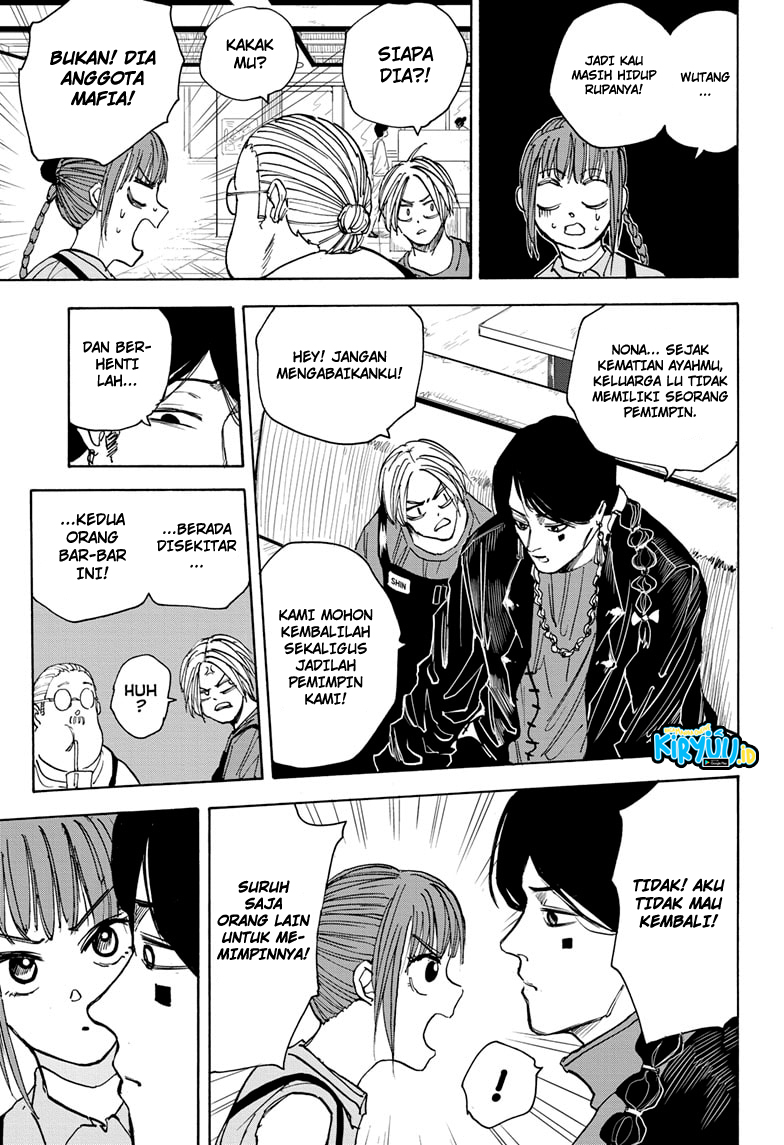 WUTANG
...
JADI KAU
MASIH HIDUP
RUPANYA!
SIAPA
DIA?!
KAKAK
MU?
BUKAN! DIA
ANGGOTA
MAFIA!
NONA... SEJAK
KEMATIAN AYAHMU,
KELUARGA LU TIDAK
MEMILIKI SEORANG
PEMIMPIN.
HEY! JANGAN
MENGABAIKANKU!
SHIN
KAMI MOHON
KEMBALILAH
SEKALIGUS
JADILAH
PEMIMPIN
KAMI!
DAN BER-
HENTI
LAH...
...BERADA
DISEKITAR
...
...KEDUA
ORANG
BAR-BAR
INI!
HUH
?
KIRYUU.ID
TIDAK! AKU
TIDAK MAU
KEMBALI!
SURUH
SAJA
ORANG LAIN
UNTUK ME-
MIMPINNYA!
!